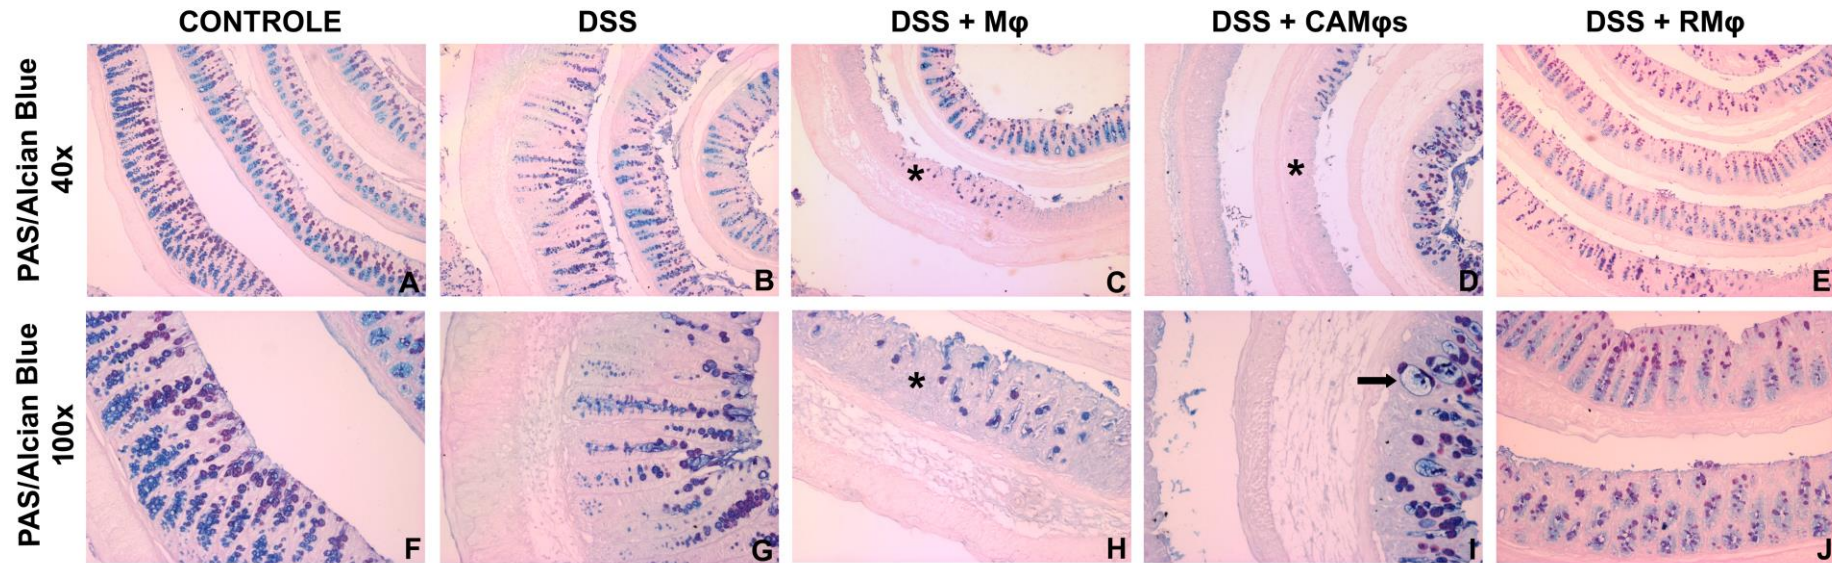 CONTROLE
DSS
DSS + Mφ
DSS + CAMφs
DSS + RMφ
PAS/Alcian Blue
40x
A
B
*
C
*
D
E
PAS/Alcian Blue
100x
F
G
*
H
I
J